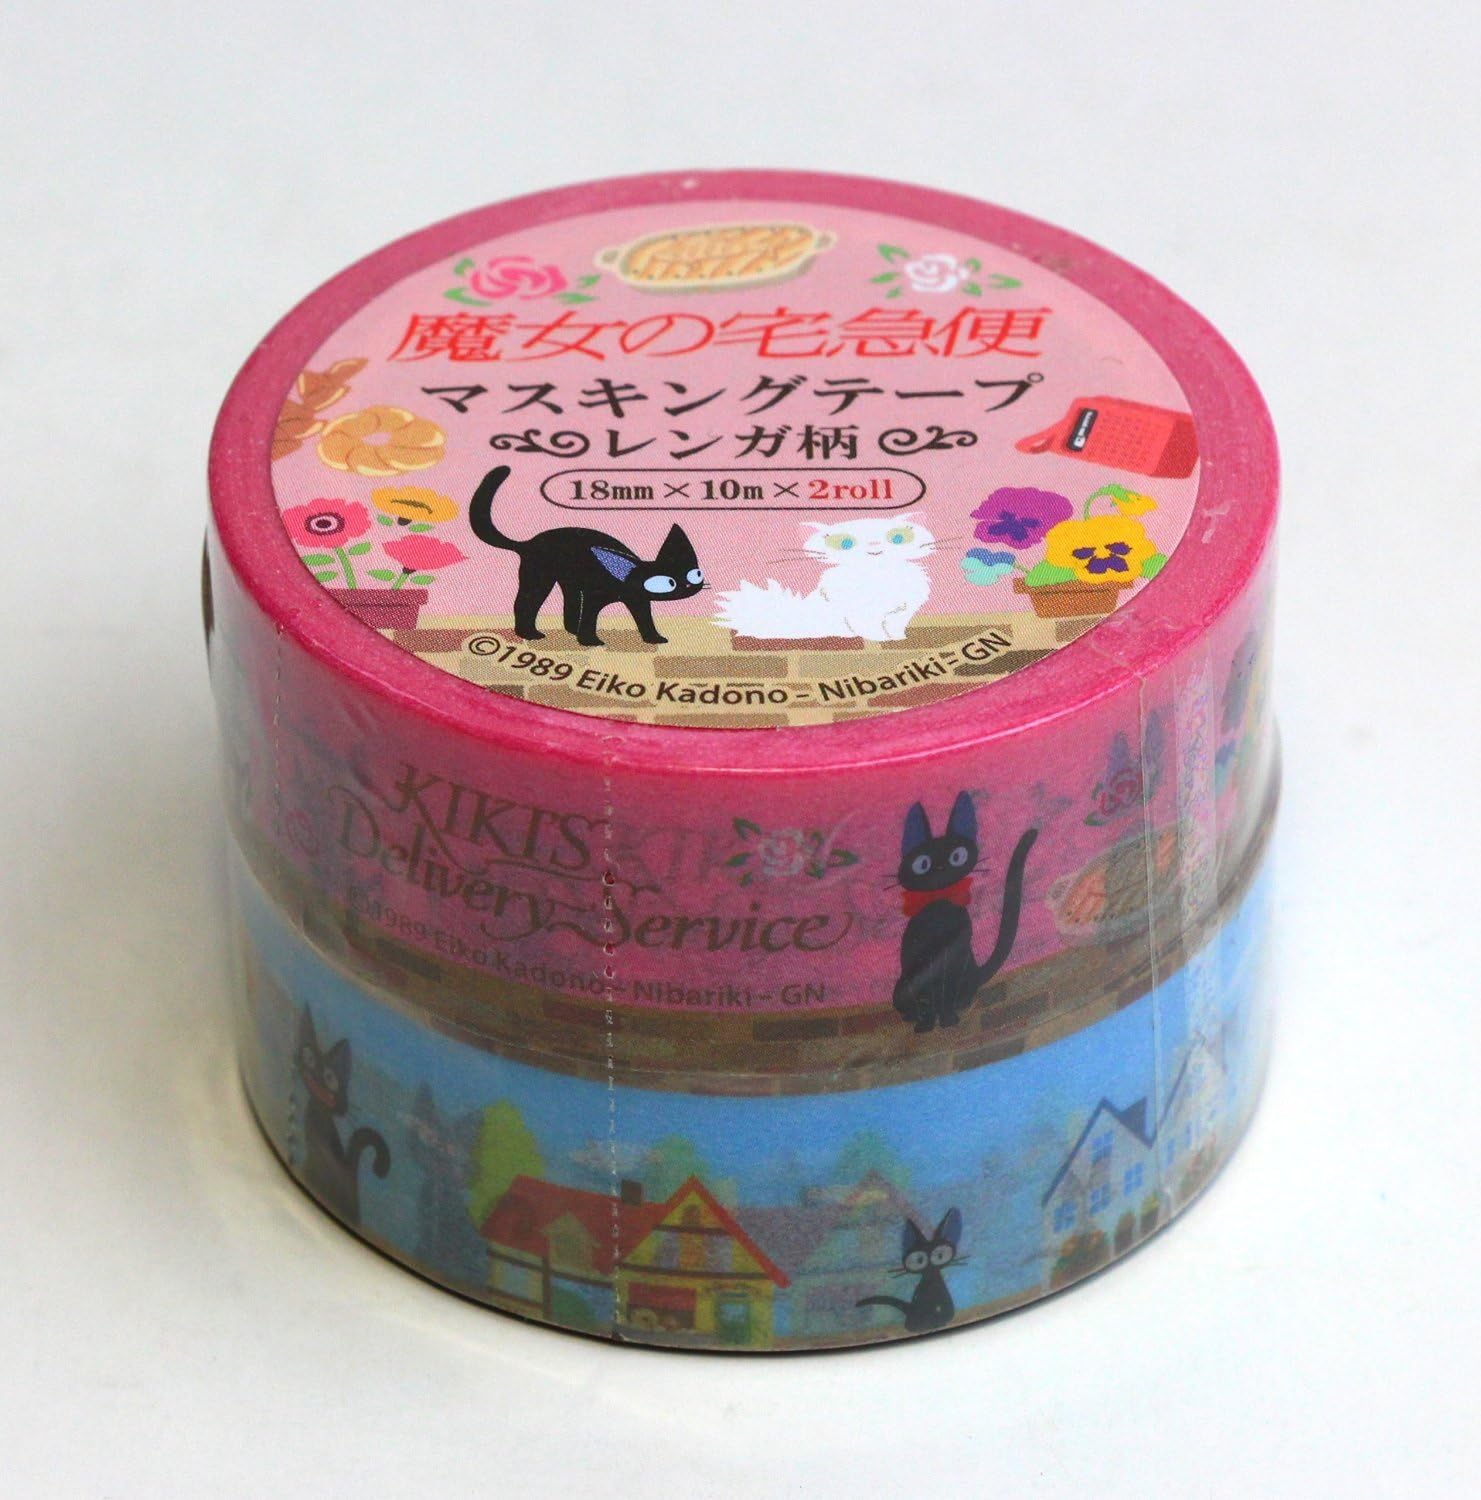 魔女の宅急便
マスキングテープ
レンガ柄
18mm×10m×2roll
©1989 Eiko Kadono - Nibariki - GN
KIKI'S
Delivery Service
©1989 Eiko Kadono - Nibariki - GN